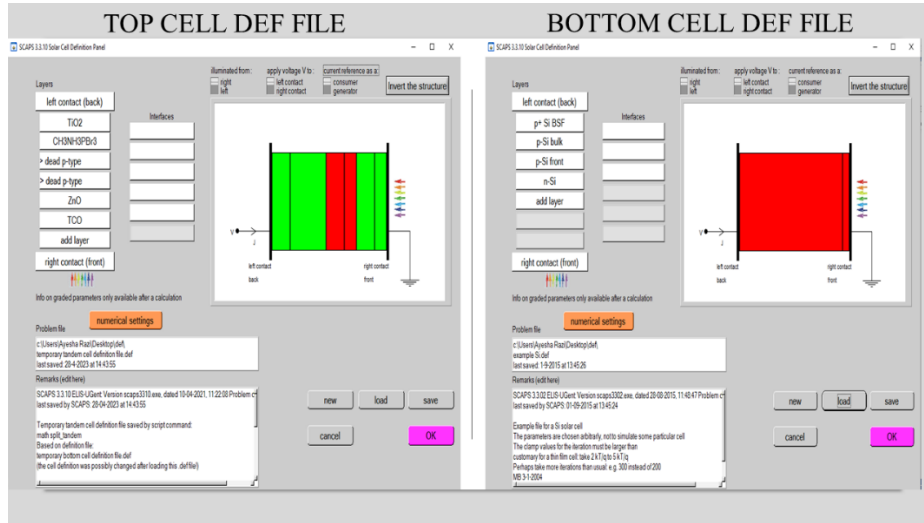 TOP CELL DEF FILE
BOTTOM CELL DEF FILE
SCAPS 3.3.10 Solar Cell Definition Panel
Layers
illuminated from :
right
left
apply voltage V to :
left contact
right contact
current reference as a:
consumer
generator
Invert the structure
left contact (back)
Interfaces
TiO2
CH3NH3PBr3
> dead p-type
> dead p-type
ZnO
TCO
add layer
right contact (front)
V
J
left contact
back
right contact
front
Info on graded parameters only available after a calculation
numerical settings
Problem file
c:\Users\Ayesha Razi\Desktop\def\
temporary tandem cell definition file.def
last saved: 28-4-2023 at 14:43:55
Remarks (edit here)
SCAPS 3.3.10 ELIS-UGent: Version scaps3310.exe, dated 10-04-2021, 11:22:08 Problem c
last saved by SCAPS: 28-04-2023 at 14:43:55
Temporary tandem cell definition file saved by script command:
math split_tandem
Based on definition file:
temporary bottom cell definition file.def
(the cell definition was possibly changed after loading this .def file!)
new
load
save
cancel
OK
SCAPS 3.3.10 Solar Cell Definition Panel
Layers
illuminated from :
right
left
apply voltage V to :
left contact
right contact
current reference as a:
consumer
generator
Invert the structure
left contact (back)
Interfaces
p+ Si BSF
p-Si bulk
p-Si front
n-Si
add layer
right contact (front)
V
J
left contact
back
right contact
front
Info on graded parameters only available after a calculation
numerical settings
Problem file
c:\Users\Ayesha Razi\Desktop\def\
example Si.def
last saved: 1-9-2015 at 13:45:26
Remarks (edit here)
SCAPS 3.3.02 ELIS-UGent: Version scaps3302.exe, dated 28-08-2015, 11:40:47 Problem c
last saved by SCAPS: 01-09-2015 at 13:45:24
Example file for a Si solar cell
The parameters are chosen arbitrarily, not to simulate some particular cell
The clamp values for the iteration must be larger than
customary for a thin film cell: take 2 kT/q to 5 kT/q
Perhaps take more iterations than usual: e.g. 300 instead of 200
MB 3-1-2004
new
load
save
cancel
OK